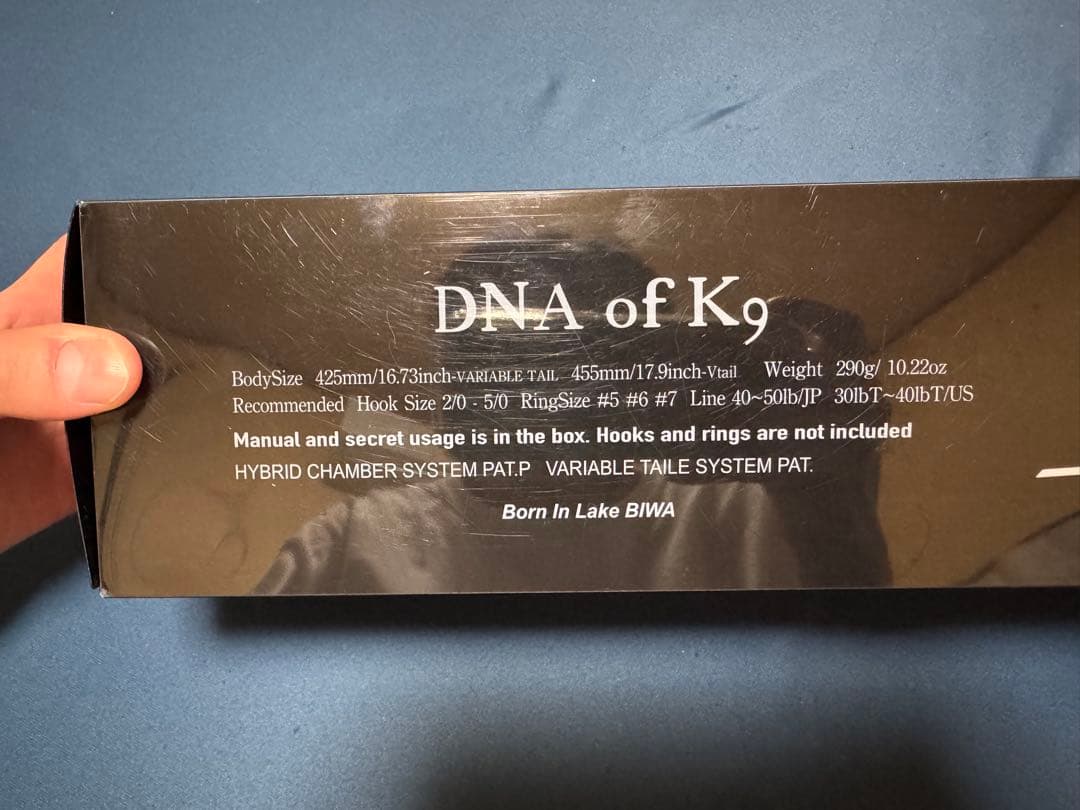 DNA of K9
BodySize 425mm/16.73inch-VARIABLE TAIL 455mm/17.9inch-Vtail Weight 290g/ 10.22oz
Recommended Hook Size 2/0 - 5/0 RingSize #5 #6 #7 Line 40~50lb/JP 30lbT~40lbT/US
Manual and secret usage is in the box. Hooks and rings are not included
HYBRID CHAMBER SYSTEM PAT.P VARIABLE TAILE SYSTEM PAT.
Born In Lake BIWA